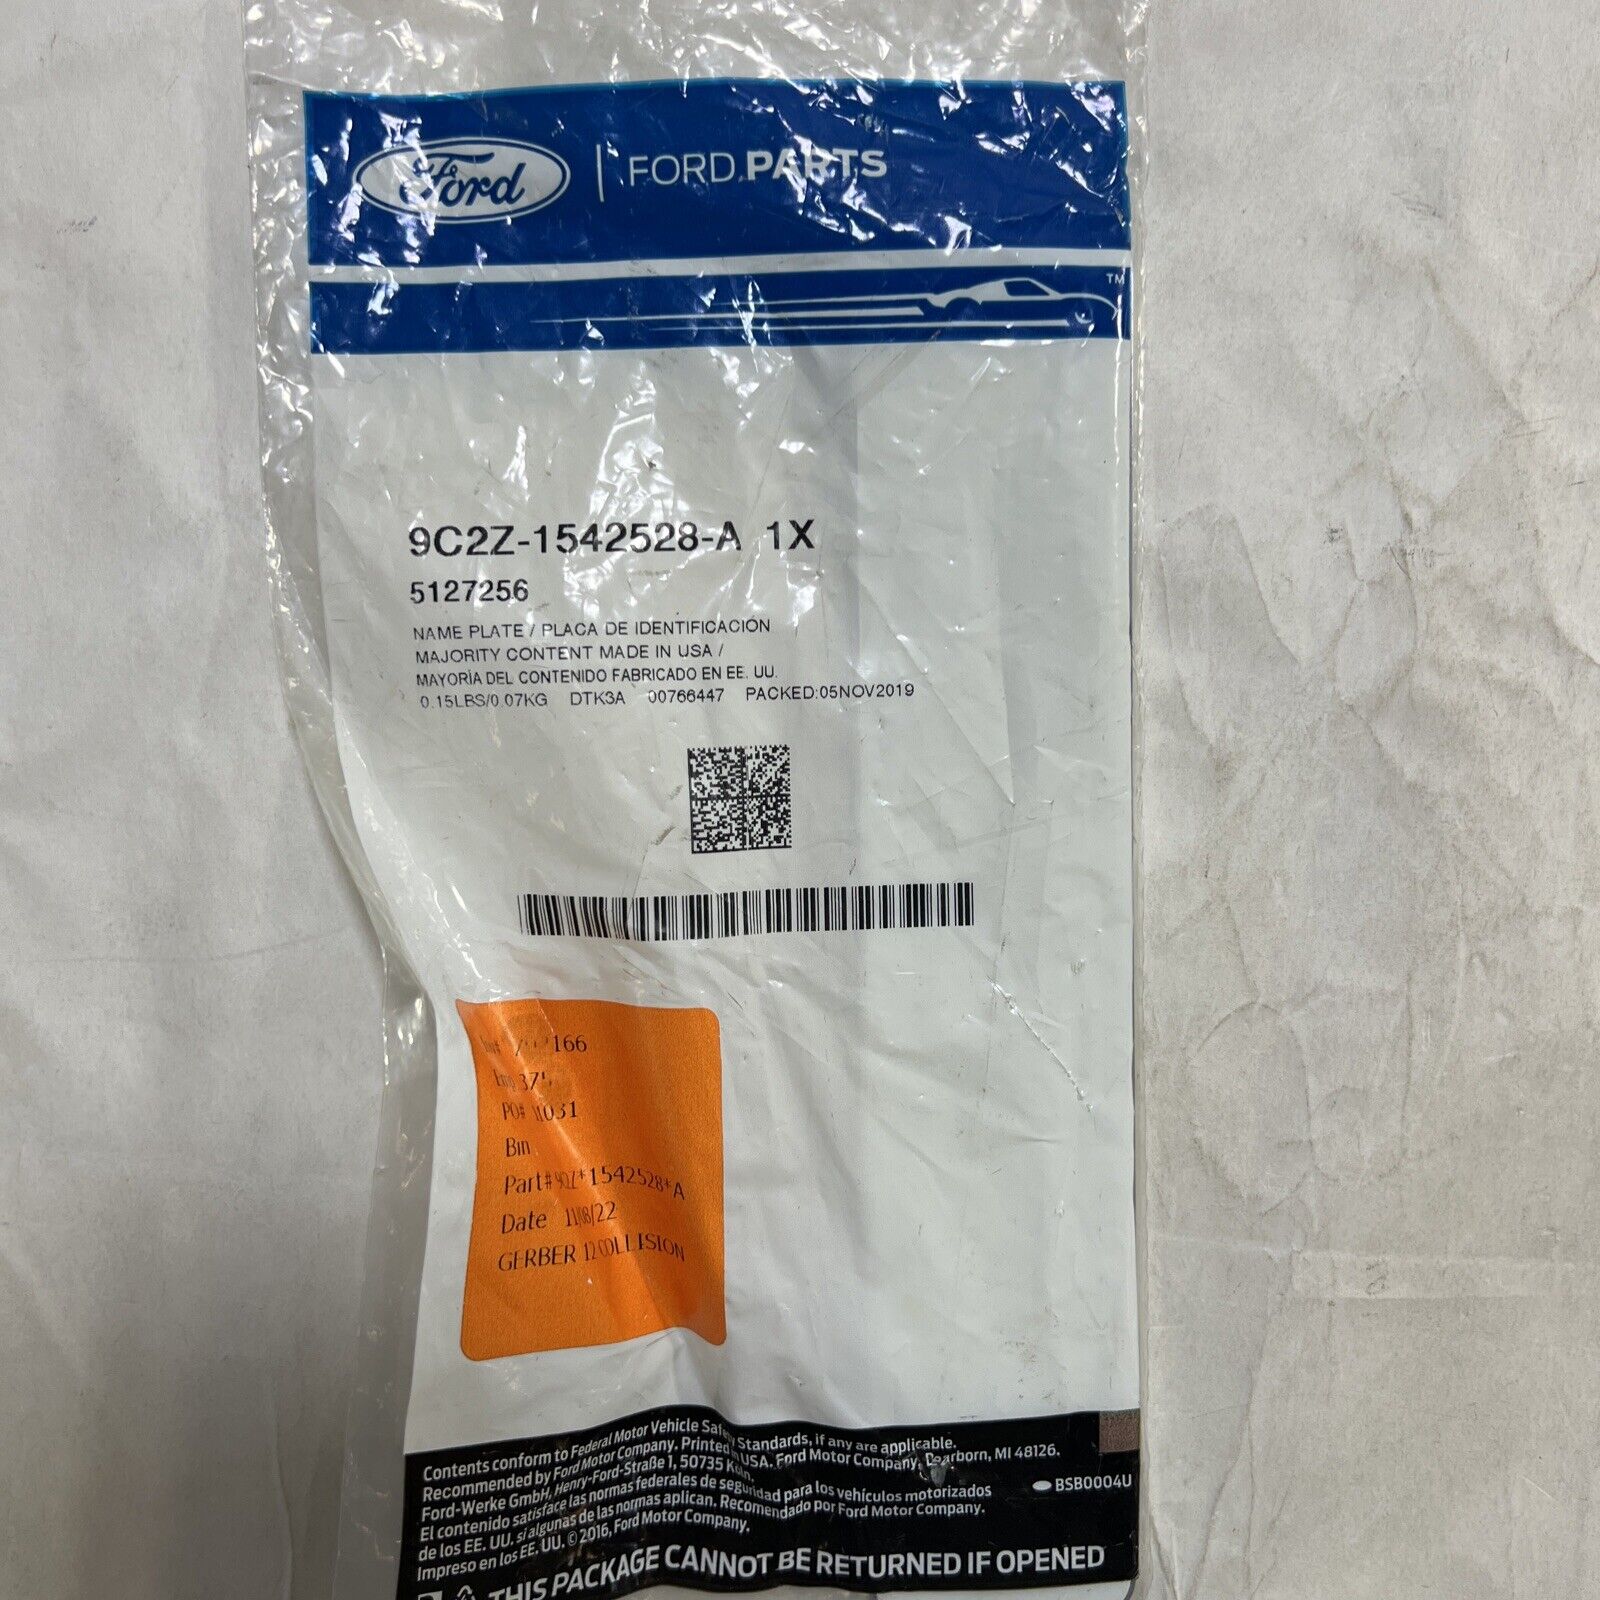 Ford | FORD PARTS
TM
9C2Z-1542528-A 1X
5127256
NAME PLATE / PLACA DE IDENTIFICACIÓN
MAJORITY CONTENT MADE IN USA /
MAYORÍA DEL CONTENIDO FABRICADO EN EE. UU.
0.15LBS/0.07KG DTK3A 00766447 PACKED:05NOV2019
166
PO#
Bin
Part# 1542528*A
Date 11/08/22
GERBER
Contents conform to Federal Motor Vehicle Safety Standards, if any are applicable.
Recommended by Ford Motor Company. Printed in USA. Ford Motor Company, Dearborn, MI 48126.
Ford-Werke GmbH, Henry-Ford-Straße 1, 50735 Köln.
El contenido satisface las normas federales de seguridad para los vehículos motorizados
de los EE. UU. si algunas de las normas aplican. Recomendado por Ford Motor Company.
Impreso en los EE. UU. © 2016, Ford Motor Company.
BSB0004U
THIS PACKAGE CANNOT BE RETURNED IF OPENED